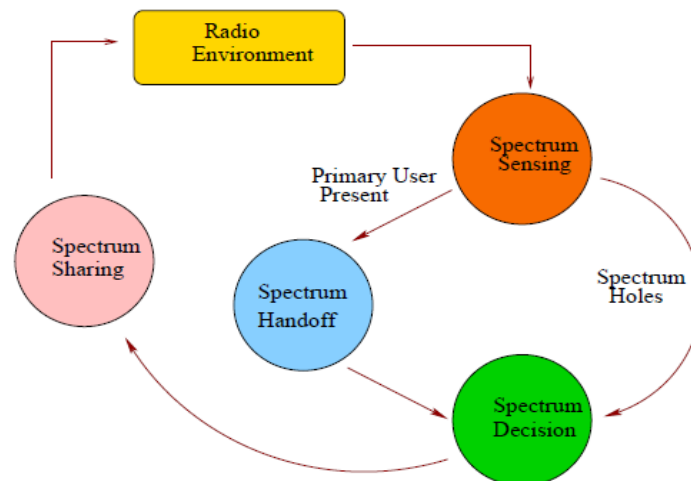 Radio
Environment
Spectrum
Sensing
Primary User
Present
Spectrum
Sharing
Spectrum
Handoff
Spectrum
Holes
Spectrum
Decision